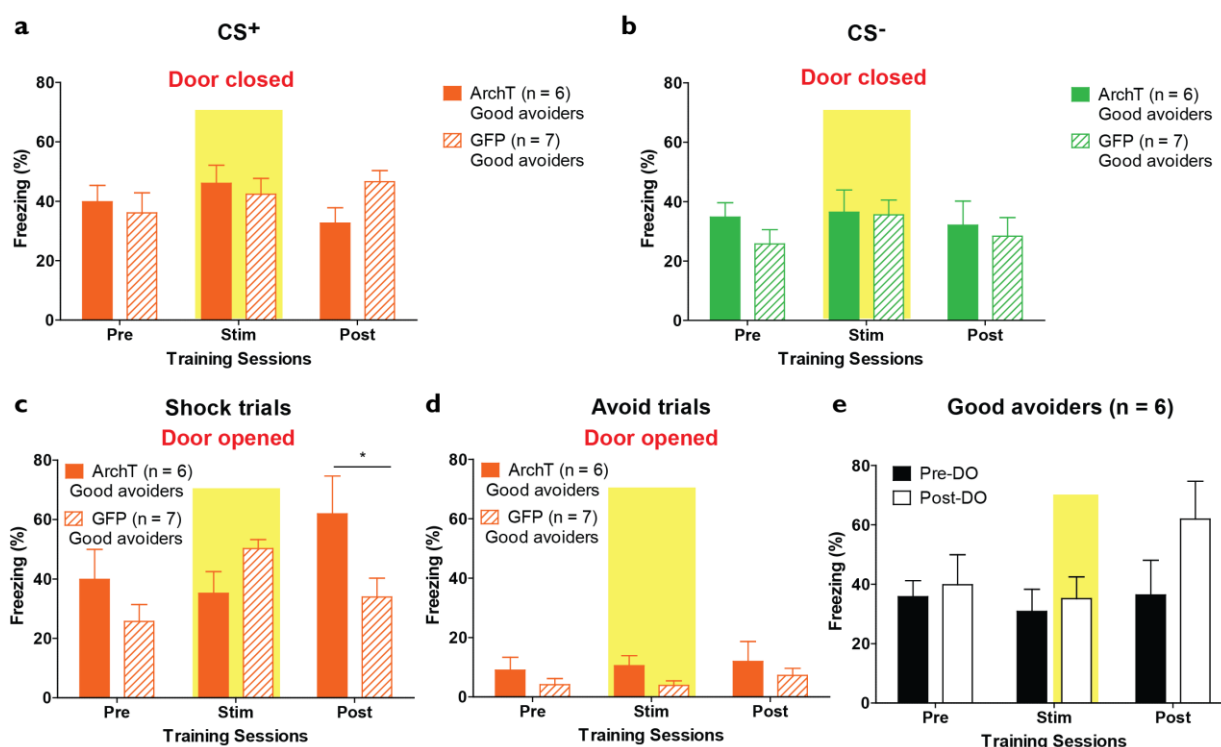 a
CS+
Door closed
80
60
40
20
0
Freezing (%)
Pre
Stim
Post
Training Sessions
ArchT (n = 6)
Good avoiders
GFP (n = 7)
Good avoiders
b
CS-
Door closed
80
60
40
20
0
Freezing (%)
Pre
Stim
Post
Training Sessions
ArchT (n = 6)
Good avoiders
GFP (n = 7)
Good avoiders
c
Shock trials
Door opened
80
60
40
20
0
Freezing (%)
ArchT (n = 6)
Good avoiders
GFP (n = 7)
Good avoiders
*
Pre
Stim
Post
Training Sessions
d
Avoid trials
Door opened
80
60
40
20
0
Freezing (%)
ArchT (n = 6)
Good avoiders
GFP (n = 7)
Good avoiders
Pre
Stim
Post
Training Sessions
e
Good avoiders (n = 6)
80
60
40
20
0
Freezing (%)
Pre-DO
Post-DO
Pre
Stim
Post
Training Sessions